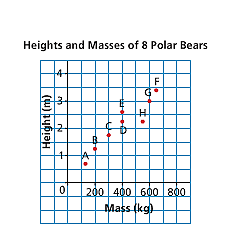 Heights and Masses of 8 Polar Bears
Height (m)
4
3
2
1
0
200 400 600 800
Mass (kg)
A
B
C
D
E
H
G
F